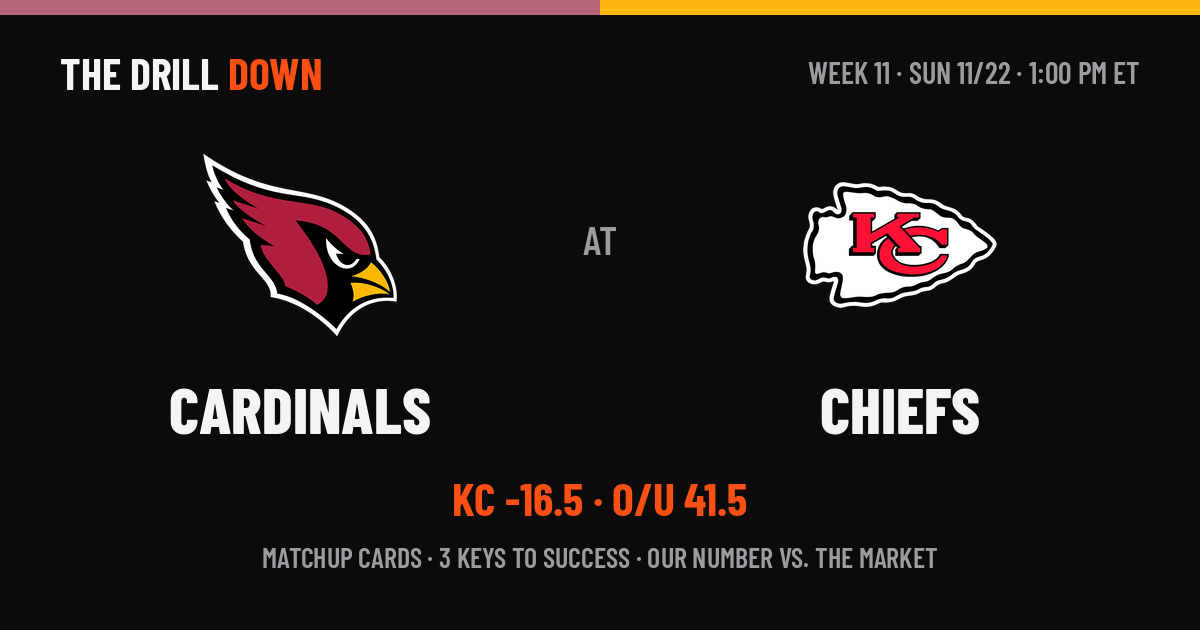 THE DRILL DOWN
WEEK 11 · SUN 11/22 · 1:00 PM ET
AT
KC
CARDINALS
CHIEFS
KC -16.5 · O/U 41.5
MATCHUP CARDS · 3 KEYS TO SUCCESS · OUR NUMBER VS. THE MARKET